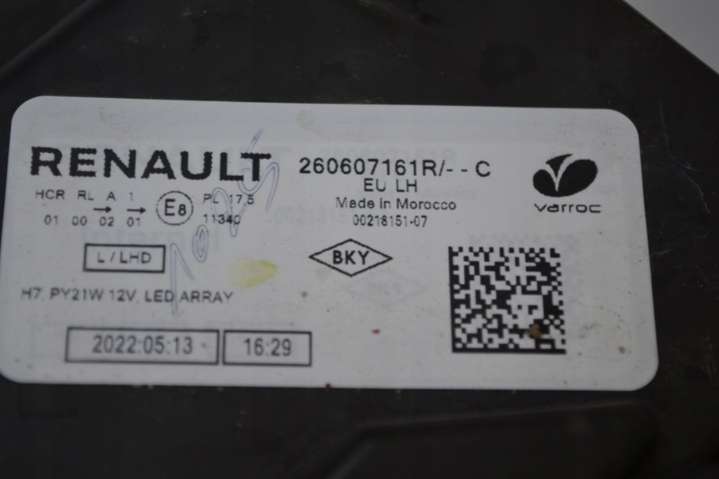 RENAULT 260607161R/--C
EU LH
Made in Morocco
00218151-07
varroc
HCR RL A 1 E8 PL 17,5
01 00 02 01 11340
L / LHD
BKY
H7, PY21W 12V, LED ARRAY
2022:05:13 16:29